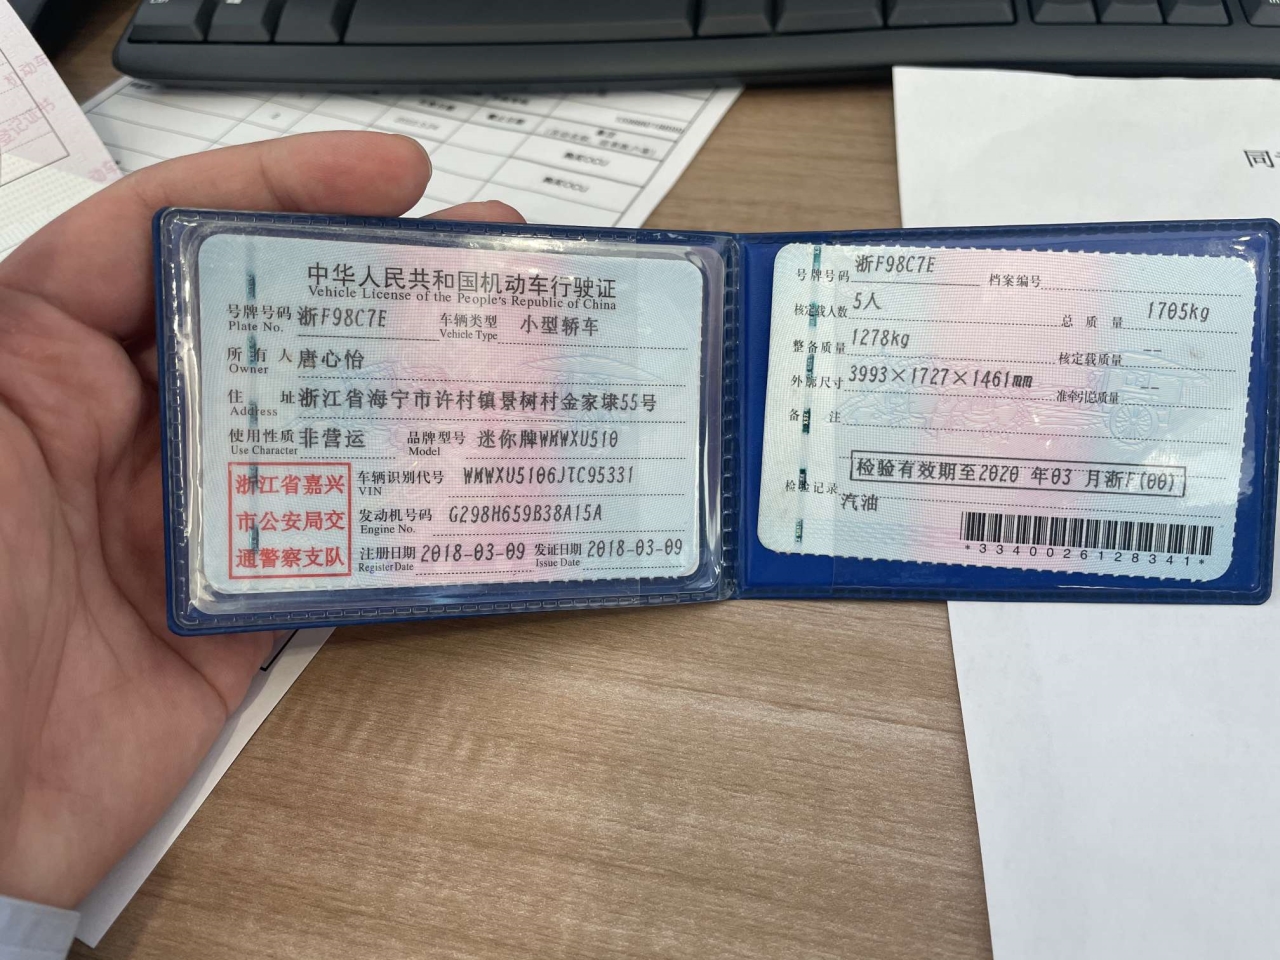 中华人民共和国机动车行驶证
Vehicle License of the People's Republic of China
号牌号码 浙F98C7E 车辆类型 小型轿车
Plate No. Vehicle Type
所有人 唐心怡
Owner
住址 浙江省海宁市许村镇景树村金家埭55号
Address
使用性质 非营运 品牌型号 迷你牌WMWXU510
Use Character Model
浙江省嘉兴
市公安局交
通警察支队
车辆识别代号 WMWXU5106JTC95331
VIN
发动机号码 G298H659B38A15A
Engine No.
注册日期 2018-03-09 发证日期 2018-03-09
Register Date Issue Date
号牌号码 浙F98C7E 档案编号
核定载人数 5人 总质量 1705kg
整备质量 1278kg 核定载质量 --
外廓尺寸 3993×1727×1461mm 准牵引总质量 --
备注
检验有效期至2020 年03 月浙F(00)
检验记录
汽油
*3340026128341*
同